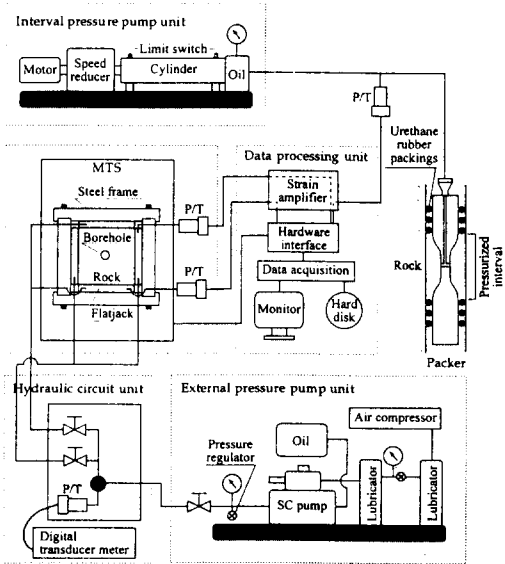 Interval pressure pump unit
Limit switch
Motor
Speed
reducer
Cylinder
Oil
P/T
Urethane
rubber
packings
MTS
Steel frame
Borehole
Rock
Flatjack
P/T
P/T
Data processing unit
Strain
amplifier
Hardware
interface
Data acquisition
Monitor
Hard
disk
Rock
Pressurized
interval
Packer
Hydraulic circuit unit
P/T
Digital
transducer meter
External pressure pump unit
Pressure
regulator
Oil
SC pump
Air compressor
Lubricator
Lubricator